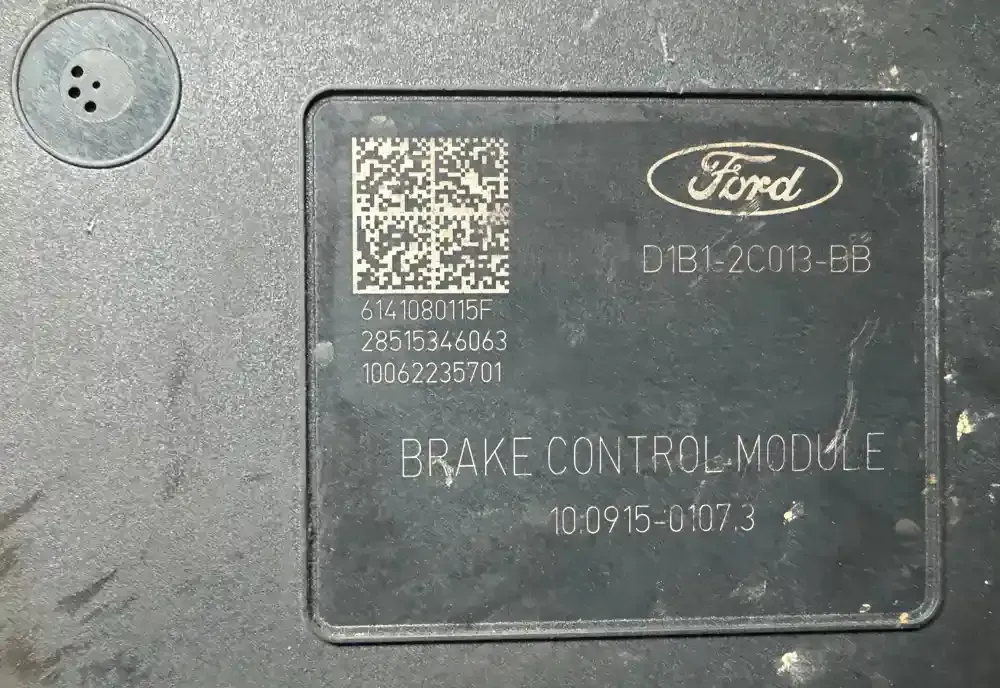 Ford
D1B1-2C013-BB
6141080115F
28515346063
10062235701
BRAKE CONTROL MODULE
10.0915-0107.3